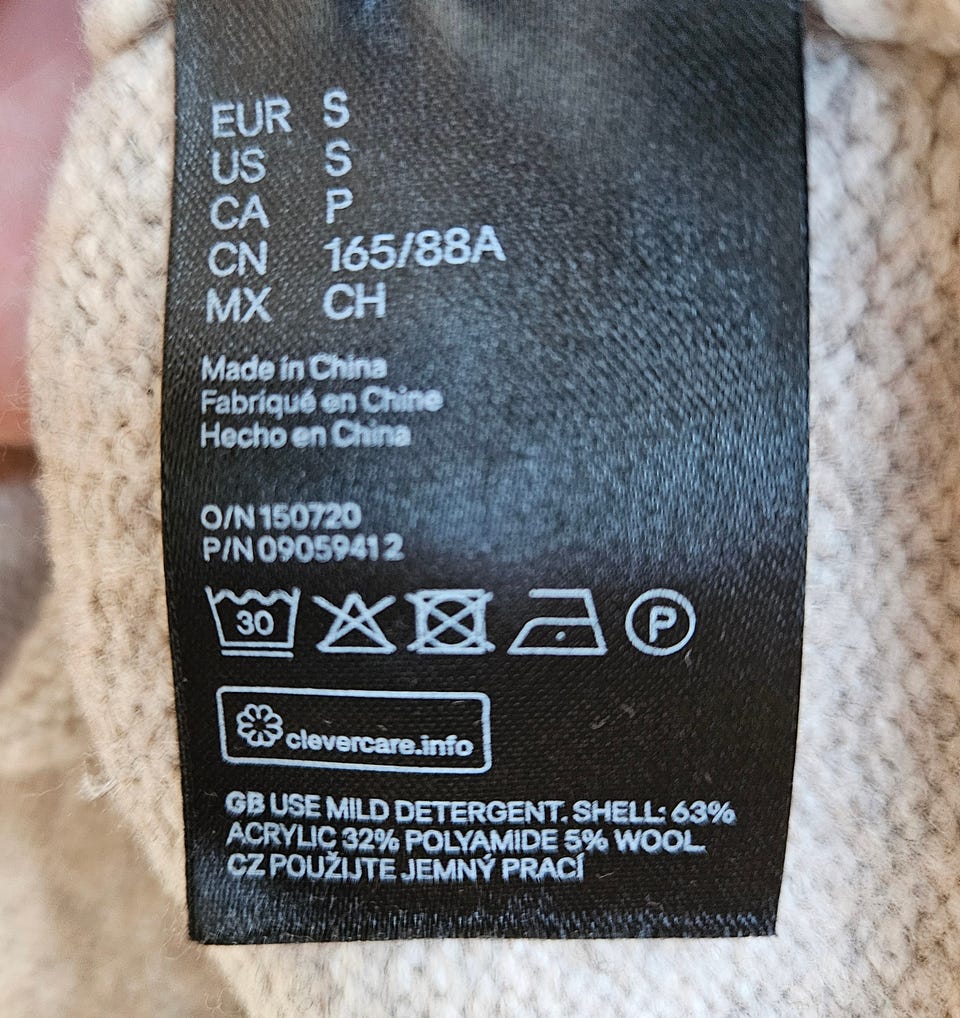 EUR S
US S
CA P
CN 165/88A
MX CH
Made in China
Fabriqué en Chine
Hecho en China
O/N 150720
P/N 09059412
30 P
clevercare.info
GB USE MILD DETERGENT. SHELL: 63%
ACRYLIC 32% POLYAMIDE 5% WOOL.
CZ POUŽIJTE JEMNÝ PRACÍ